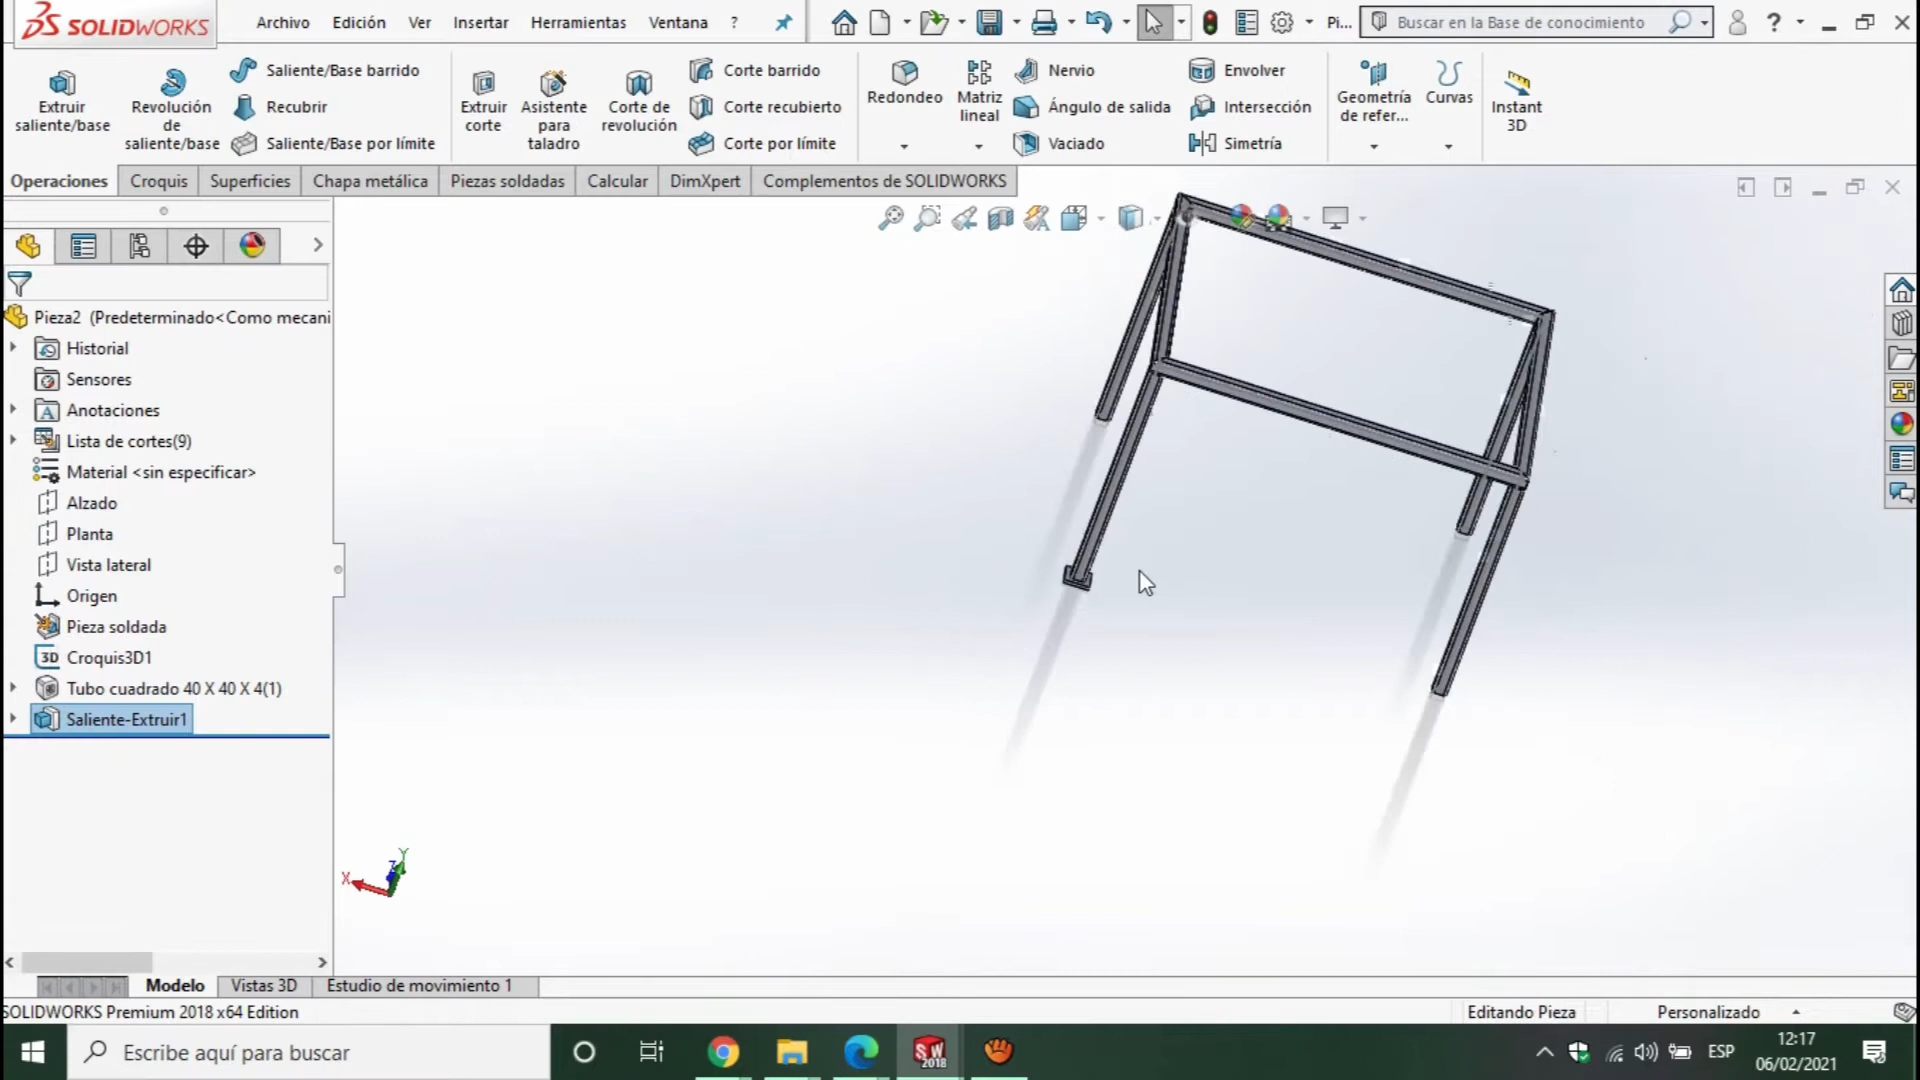 SOLIDWORKS
Archivo Edición Ver Insertar Herramientas Ventana ?
Pi...
Buscar en la Base de conocimiento
?
Extruir saliente/base
Revolución de saliente/base
Saliente/Base barrido
Recubrir
Saliente/Base por límite
Extruir corte
Asistente para taladro
Corte de revolución
Corte barrido
Corte recubierto
Corte por límite
Redondeo
Matriz lineal
Nervio
Ángulo de salida
Vaciado
Envolver
Intersección
Simetría
Geometría de refer...
Curvas
Instant 3D
Operaciones Croquis Superficies Chapa metálica Piezas soldadas Calcular DimXpert Complementos de SOLIDWORKS
Pieza2 (Predeterminado<Como mecani
Historial
Sensores
Anotaciones
Lista de cortes(9)
Material <sin especificar>
Alzado
Planta
Vista lateral
Origen
Pieza soldada
3D Croquis3D1
Tubo cuadrado 40 X 40 X 4(1)
Saliente-Extruir1
Y
Z
X
Modelo Vistas 3D Estudio de movimiento 1
SOLIDWORKS Premium 2018 x64 Edition
Editando Pieza
Personalizado
Escribe aquí para buscar
SW 2018
ESP
12:17
06/02/2021